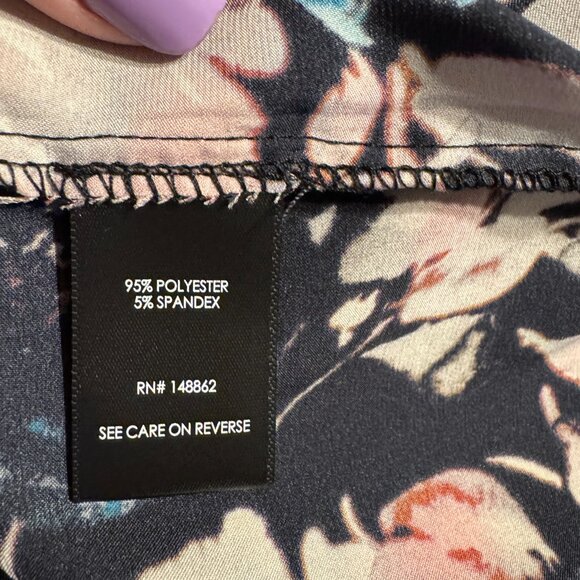 95% POLYESTER
5% SPANDEX
RN# 148862
SEE CARE ON REVERSE